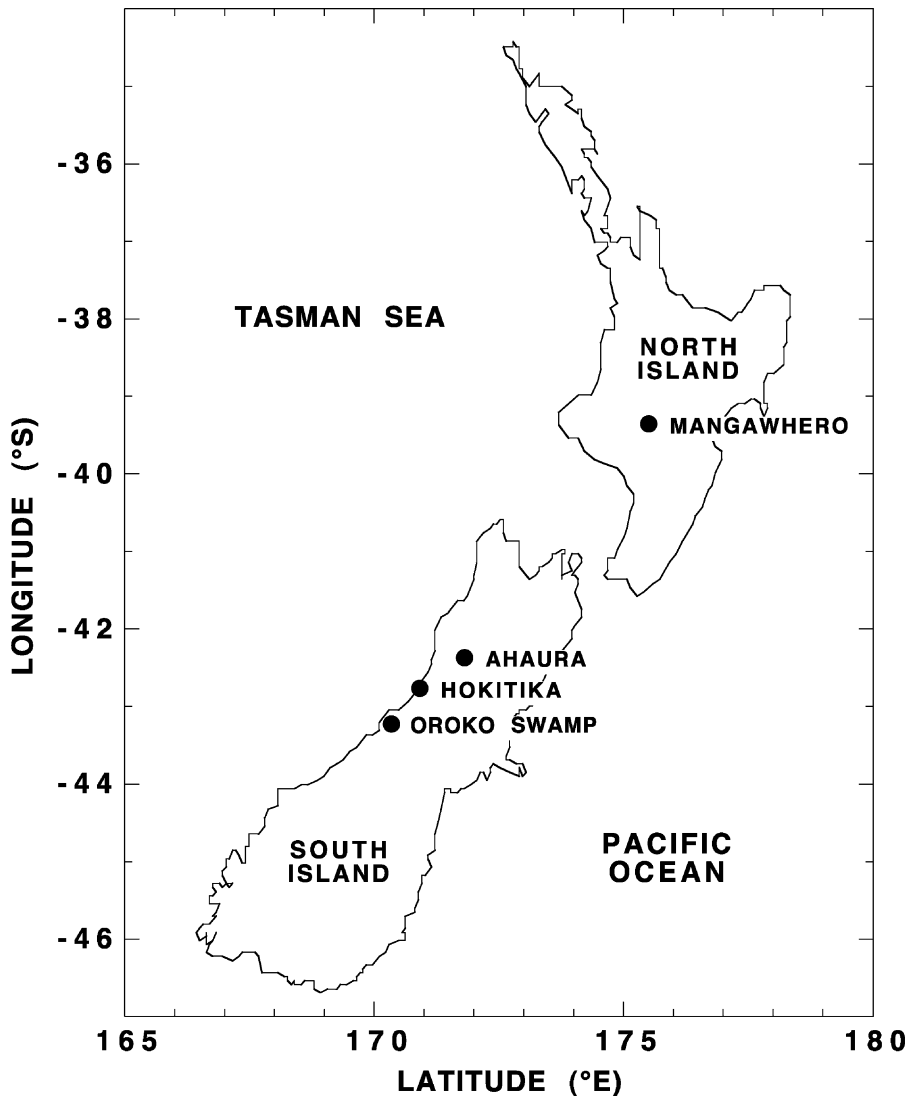 -36
-38
-40
-42
-44
-46
LONGITUDE (°S)
TASMAN SEA
NORTH
ISLAND
MANGAWHERO
AHAURA
HOKITIKA
OROKO SWAMP
SOUTH
ISLAND
PACIFIC
OCEAN
165 170 175 180
LATITUDE (°E)